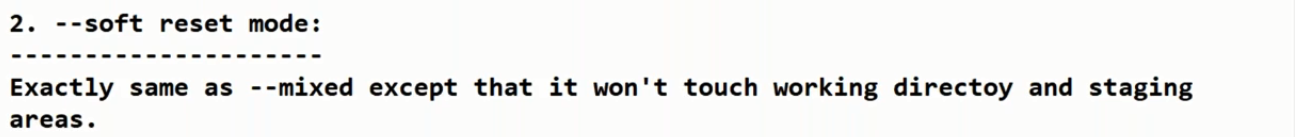 2. --soft reset mode:
---------------------
Exactly same as --mixed except that it won't touch working directoy and staging
areas.